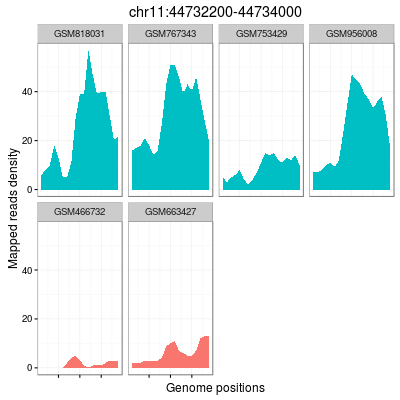 chr11:44732200-44734000
GSM818031 GSM767343 GSM753429 GSM956008
40
20
0
GSM466732 GSM663427
40
20
0
Mapped reads density
Genome positions